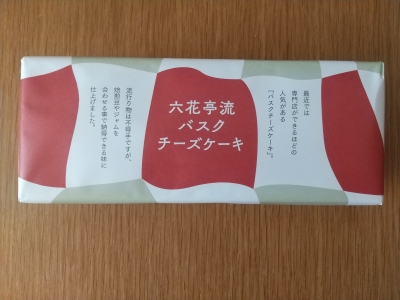 最近では
専門店ができるほどの
人気がある
「バスクチーズケーキ」。
六花亭流
バスク
チーズケーキ
流行り物は不得手ですが、
焙煎豆やジャムを
合わせる事で納得できる味に
仕上げました。